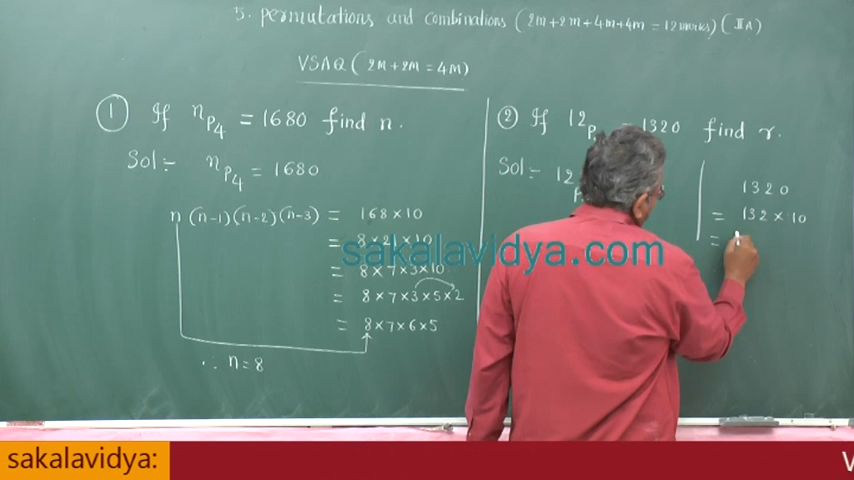 5. permutations and combinations (2m+2m+4m+4m = 12 marks) (IIA)
VSAQ (2M+2M = 4M)
① If nP4 = 1680 find n.
Sol:- nP4 = 1680
n (n-1)(n-2)(n-3) = 168×10
= 8×21×10
= 8×7×3×10
= 8×7×3×5×2
= 8×7×6×5
∴ n=8
② If 12P = 1320 find r.
Sol:- 12P
1320
= 132×10
=
sakalavidya.com
sakalavidya:
V